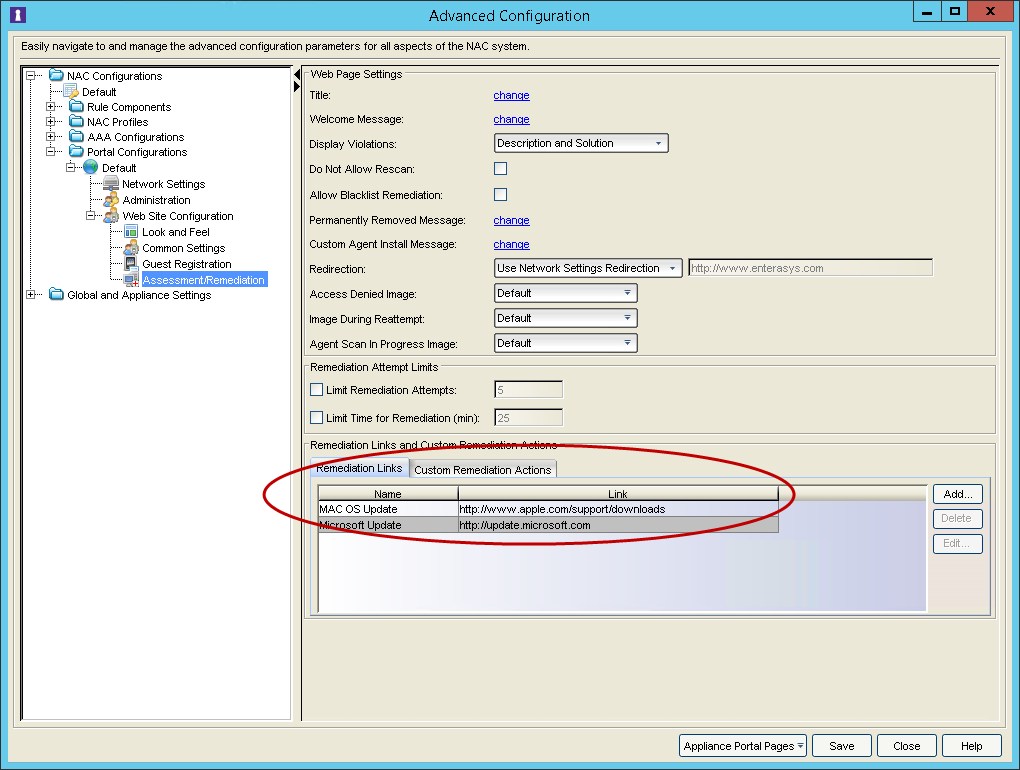 Advanced Configuration
Easily navigate to and manage the advanced configuration parameters for all aspects of the NAC system.
NAC Configurations
Default
Rule Components
NAC Profiles
AAA Configurations
Portal Configurations
Default
Network Settings
Administration
Web Site Configuration
Look and Feel
Common Settings
Guest Registration
Assessment/Remediation
Global and Appliance Settings
Web Page Settings
Title: change
Welcome Message: change
Display Violations: Description and Solution
Do Not Allow Rescan:
Allow Blacklist Remediation:
Permanently Removed Message: change
Custom Agent Install Message: change
Redirection: Use Network Settings Redirection http://www.enterasys.com
Access Denied Image: Default
Image During Reattempt: Default
Agent Scan In Progress Image: Default
Remediation Attempt Limits
Limit Remediation Attempts: 5
Limit Time for Remediation (min): 25
Remediation Links and Custom Remediation Actions
Remediation Links Custom Remediation Actions
Name Link
MAC OS Update http://www.apple.com/support/downloads
Microsoft Update http://update.microsoft.com
Add...
Delete
Edit...
Appliance Portal Pages Save Close Help